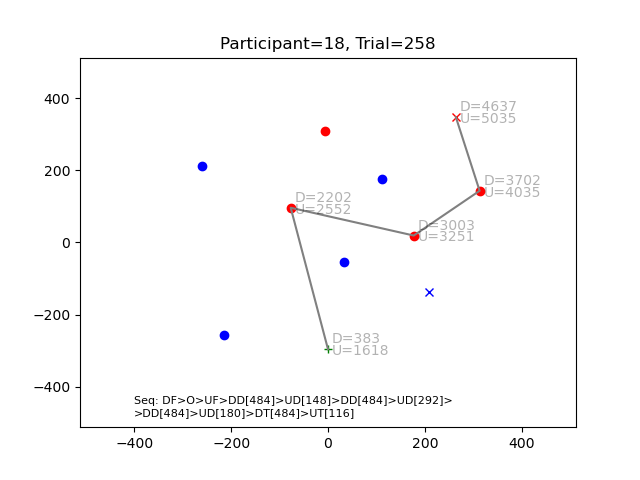 Participant=18, Trial=258
400
200
0
−200
−400
D=4637
U=5035
D=3702
U=4035
D=2202
U=2552
D=3003
U=3251
D=383
U=1618
Seq: DF>O>UF>DD[484]>UD[148]>DD[484]>UD[292]>
>DD[484]>UD[180]>DT[484]>UT[116]
−400
−200
0
200
400